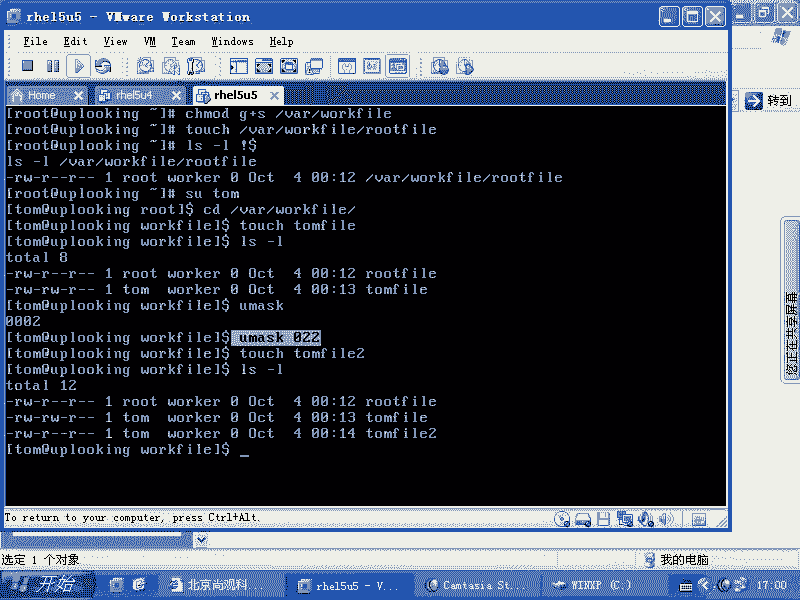 rhel5u5 - VMware Workstation
File Edit View VM Team Windows Help
Home rhel5u4 rhel5u5
转到
[root@uplooking ~]# chmod g+s /var/workfile
[root@uplooking ~]# touch /var/workfile/rootfile
[root@uplooking ~]# ls -l !$
ls -l /var/workfile/rootfile
-rw-r--r-- 1 root worker 0 Oct  4 00:12 /var/workfile/rootfile
[root@uplooking ~]# su tom
[tom@uplooking root]$ cd /var/workfile/
[tom@uplooking workfile]$ touch tomfile
[tom@uplooking workfile]$ ls -l
total 8
-rw-r--r-- 1 root worker 0 Oct  4 00:12 rootfile
-rw-rw-r-- 1 tom  worker 0 Oct  4 00:13 tomfile
[tom@uplooking workfile]$ umask
0002
[tom@uplooking workfile]$ umask 022
[tom@uplooking workfile]$ touch tomfile2
[tom@uplooking workfile]$ ls -l
total 12
-rw-r--r-- 1 root worker 0 Oct  4 00:12 rootfile
-rw-rw-r-- 1 tom  worker 0 Oct  4 00:13 tomfile
-rw-r--r-- 1 tom  worker 0 Oct  4 00:14 tomfile2
[tom@uplooking workfile]$ _
您正在共享屏幕
To return to your computer, press Ctrl+Alt.
选定 1 个对象 我的电脑
开始 北京尚观科... rhel5u5 - V... Camtasia St... WINXP (C:) 17:00